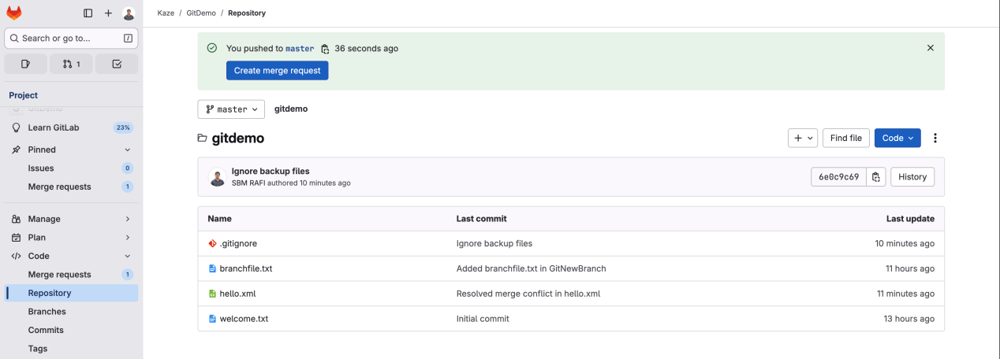 Kaze / GitDemo / Repository
Search or go to... /
1
Project
GitDemo
Learn GitLab 23%
Pinned
Issues 0
Merge requests 1
Manage
Plan
Code
Merge requests 1
Repository
Branches
Commits
Tags
You pushed to master 36 seconds ago
Create merge request
master gitdemo
gitdemo
+ Find file Code
Ignore backup files
SBM RAFI authored 10 minutes ago
6e0c9c69 History
Name Last commit Last update
.gitignore Ignore backup files 10 minutes ago
branchfile.txt Added branchfile.txt in GitNewBranch 11 hours ago
hello.xml Resolved merge conflict in hello.xml 11 minutes ago
welcome.txt Initial commit 13 hours ago